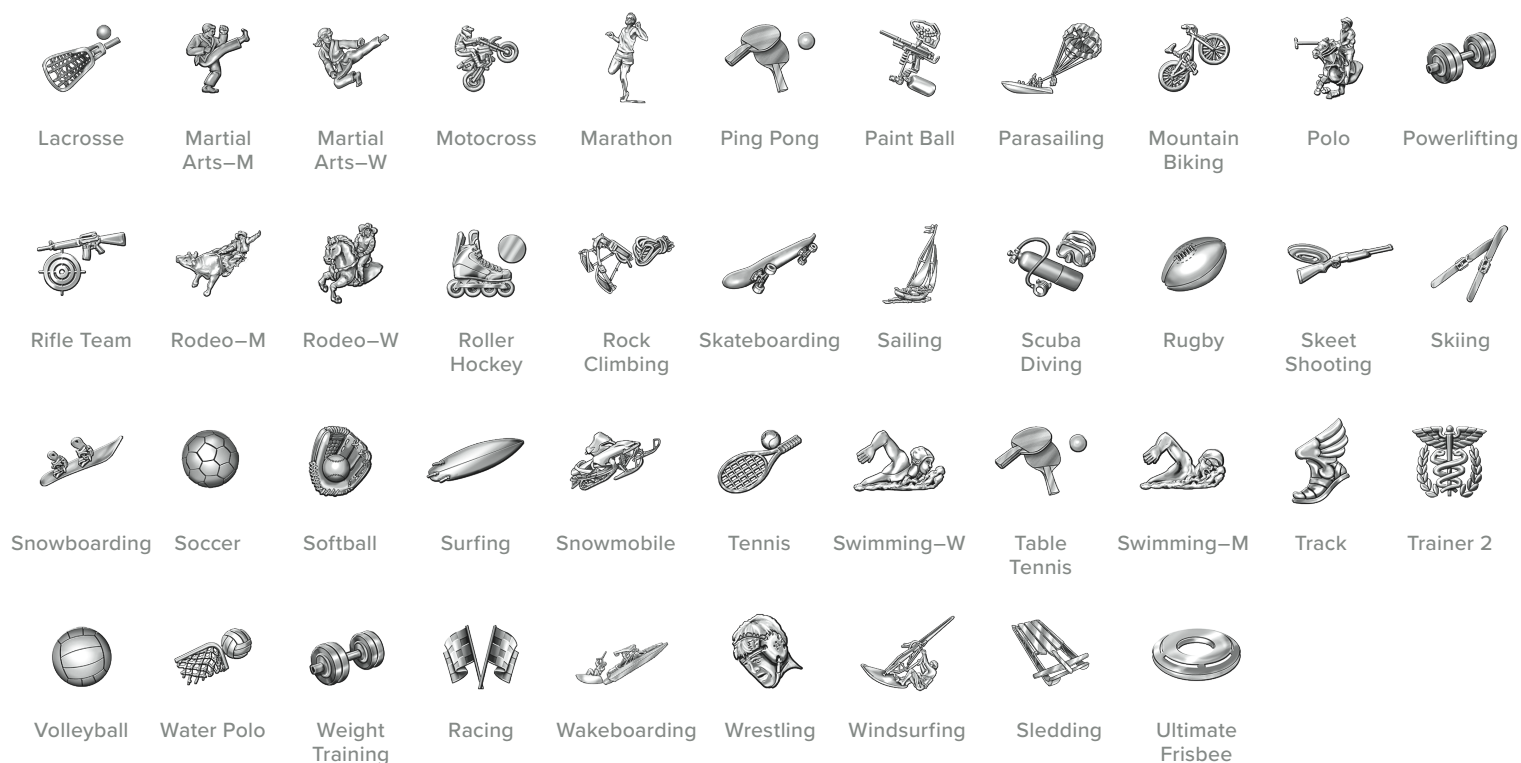 Lacrosse
Martial
Arts–M
Martial
Arts–W
Motocross
Marathon
Ping Pong
Paint Ball
Parasailing
Mountain
Biking
Polo
Powerlifting
Rifle Team
Rodeo–M
Rodeo–W
Roller
Hockey
Rock
Climbing
Skateboarding
Sailing
Scuba
Diving
Rugby
Skeet
Shooting
Skiing
Snowboarding
Soccer
Softball
Surfing
Snowmobile
Tennis
Swimming–W
Table
Tennis
Swimming–M
Track
Trainer 2
Volleyball
Water Polo
Weight
Training
Racing
Wakeboarding
Wrestling
Windsurfing
Sledding
Ultimate
Frisbee